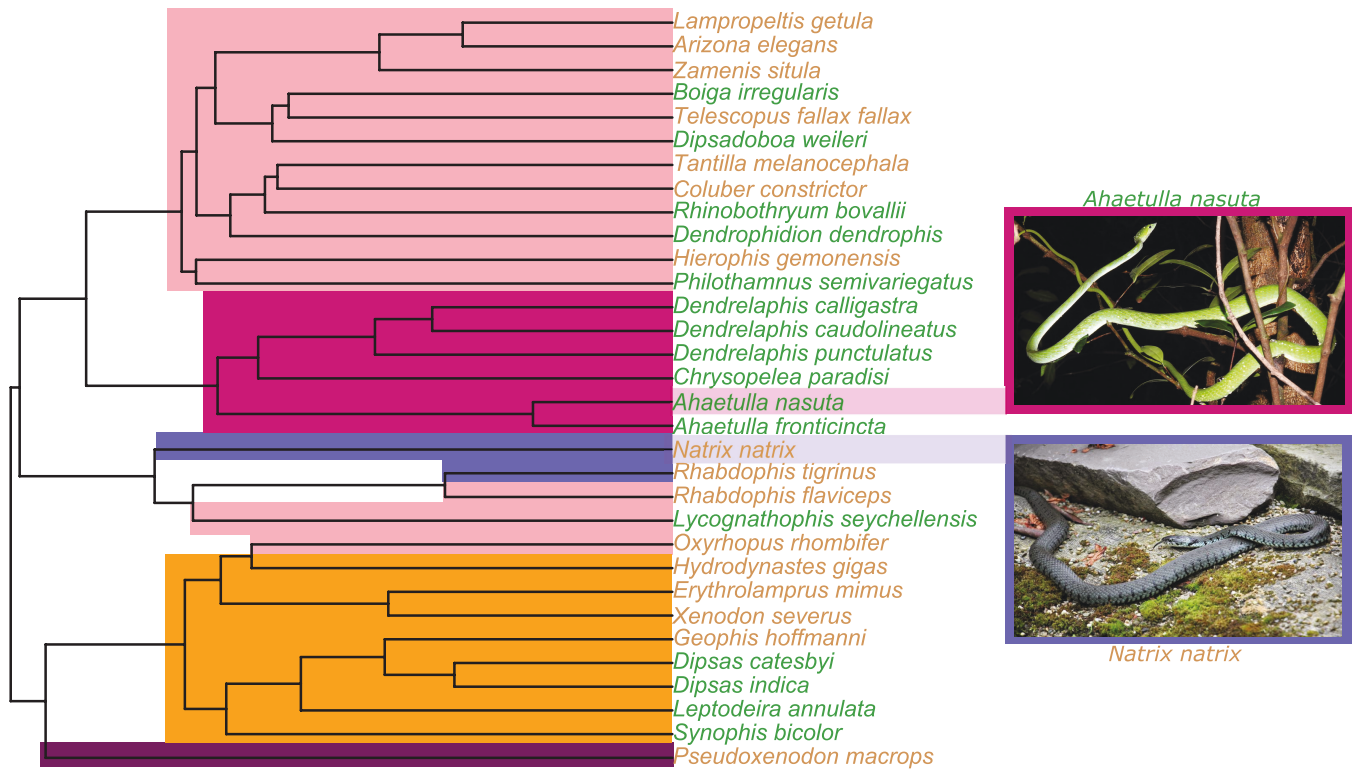 Lampropeltis getula
Arizona elegans
Zamenis situla
Boiga irregularis
Telescopus fallax fallax
Dipsadoboa weileri
Tantilla melanocephala
Coluber constrictor
Rhinobothryum bovallii
Dendrophidion dendrophis
Hierophis gemonensis
Philothamnus semivariegatus
Dendrelaphis calligastra
Dendrelaphis caudolineatus
Dendrelaphis punctulatus
Chrysopelea paradisi
Ahaetulla nasuta
Ahaetulla fronticincta
Natrix natrix
Rhabdophis tigrinus
Rhabdophis flaviceps
Lycognathophis seychellensis
Oxyrhopus rhombifer
Hydrodynastes gigas
Erythrolamprus mimus
Xenodon severus
Geophis hoffmanni
Dipsas catesbyi
Dipsas indica
Leptodeira annulata
Synophis bicolor
Pseudoxenodon macrops
Ahaetulla nasuta
Natrix natrix